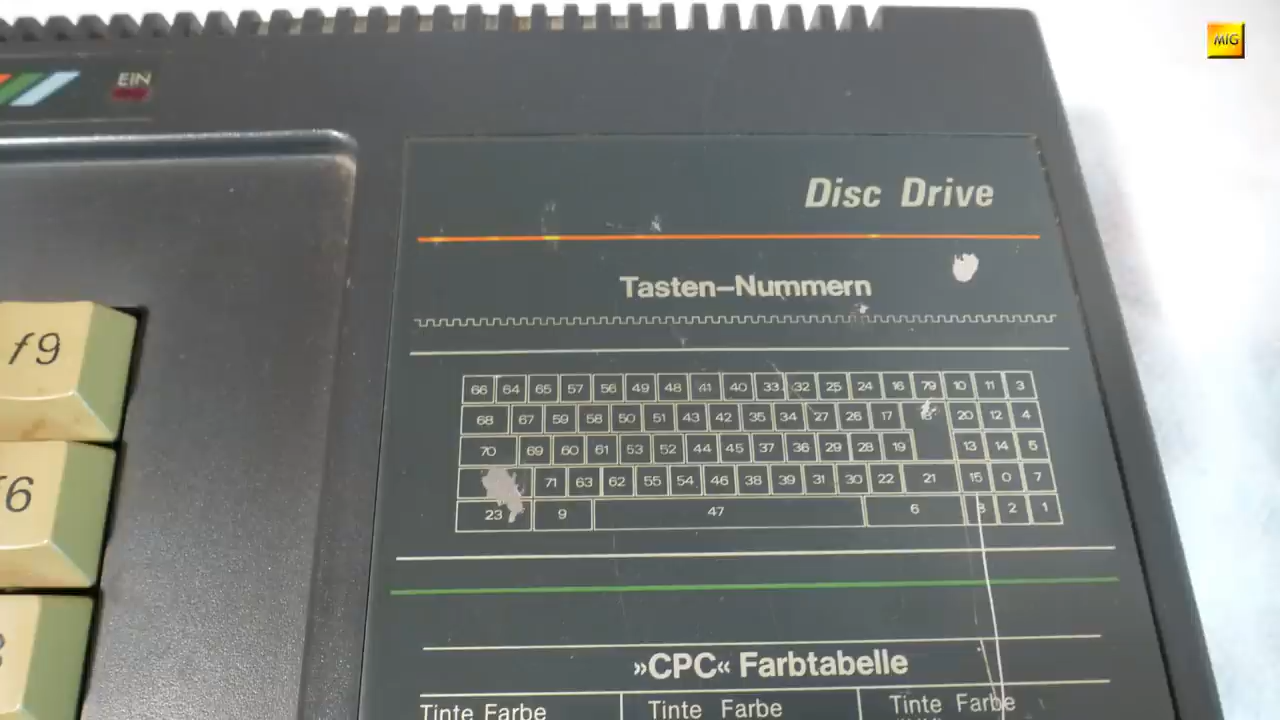 MIG
EIN
Disc Drive
Tasten–Nummern
f9
66 64 65 57 56 49 48 41 40 33 32 25 24 16 79 10 11 3
68 67 59 58 50 51 43 42 35 34 27 26 17 18 20 12 4
70 69 60 61 53 52 44 45 37 36 29 28 19 13 14 5
71 63 62 55 54 46 38 39 31 30 22 21 15 0 7
23 9 47 6 2 1
»CPC« Farbtabelle
Tinte Farbe Tinte Farbe Tinte Farbe